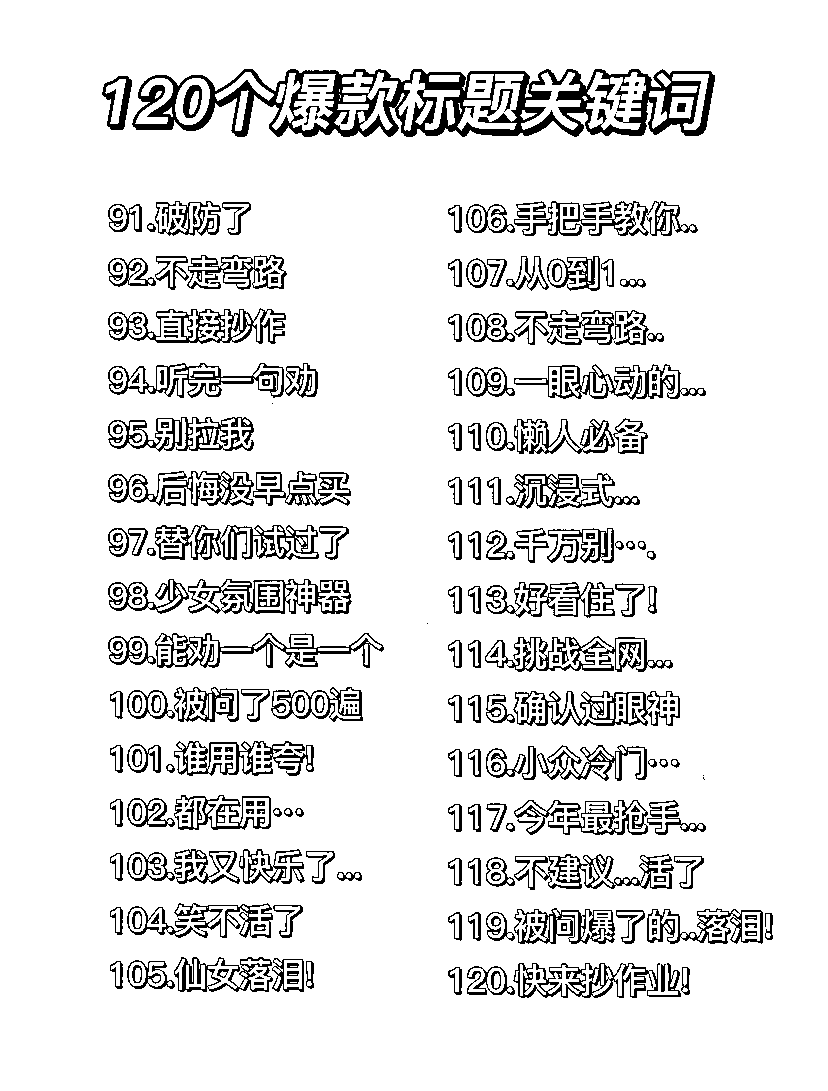 120个爆款标题关键词
91.破防了
92.不走弯路
93.直接抄作
94.听完一句劝
95.别拉我
96.后悔没早点买
97.替你们试过了
98.少女氛围神器
99.能劝一个是一个
100.被问了500遍
101.谁用谁夸!
102.都在用…
103.我又快乐了...
104.笑不活了
105.仙女落泪!
106.手把手教你..
107.从0到1...
108.不走弯路..
109.一眼心动的...
110.懒人必备
111.沉浸式...
112.千万别….
113.好看住了!
114.挑战全网...
115.确认过眼神
116.小众冷门…
117.今年最抢手...
118.不建议...活了
119.被问爆了的..落泪!
120.快来抄作业!